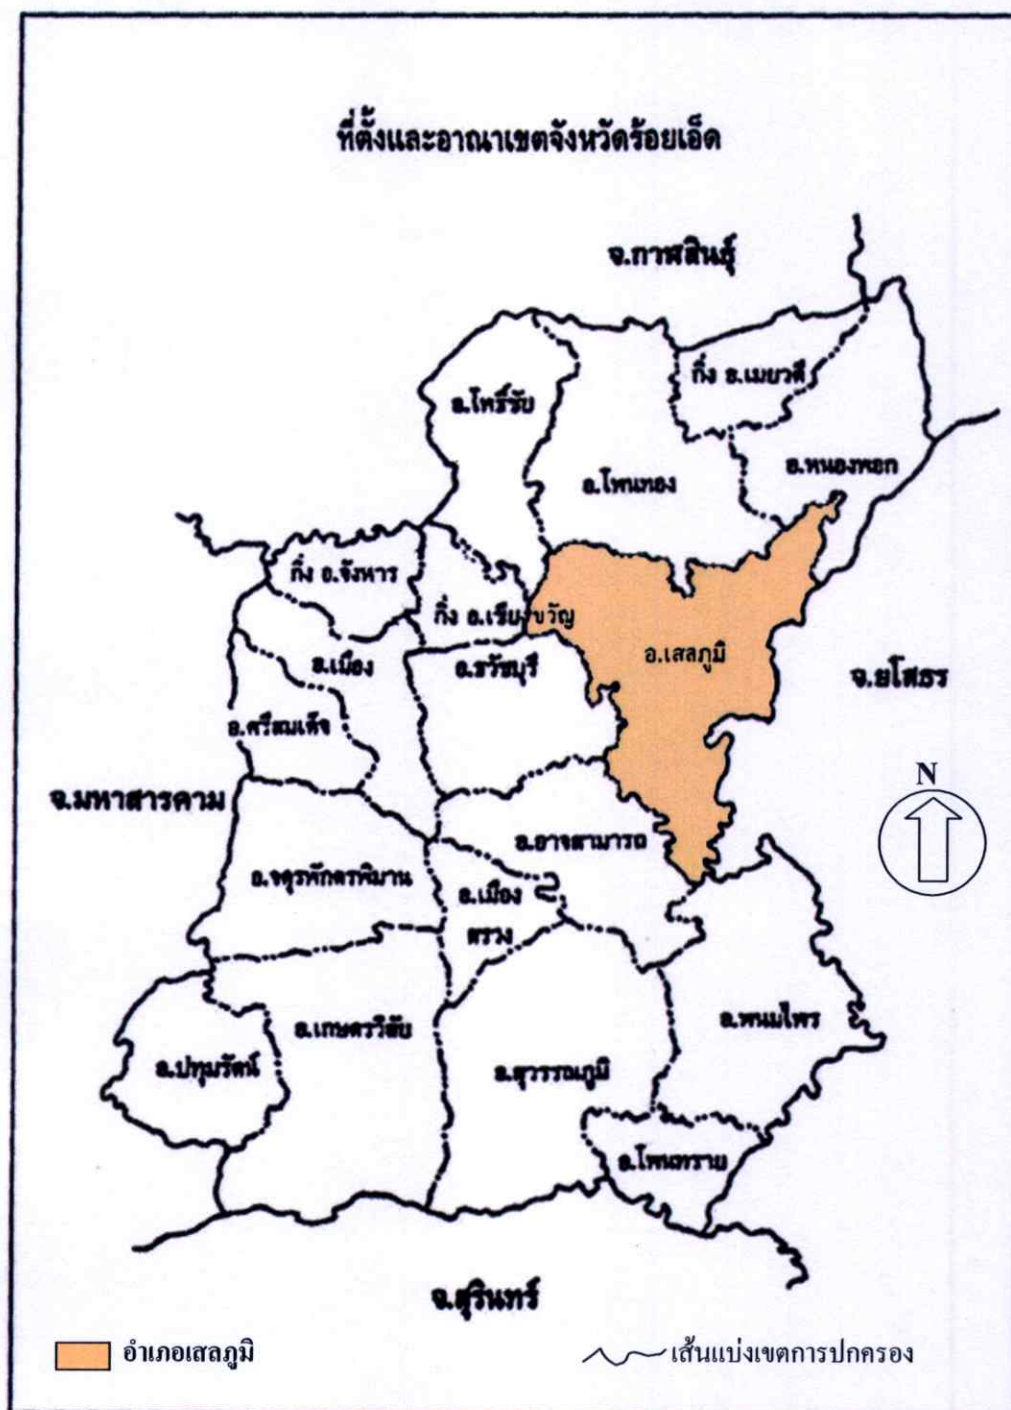 ที่ตั้งและอาณาเขตจังหวัดร้อยเอ็ด
จ.กาฬสินธุ์
กิ่ง อ.เมยวดี
อ.โพธิ์ชัย
อ.หนองพอก
อ.โพนทอง
กิ่ง อ.จังหาร
กิ่ง อ.เชียงขวัญ
อ.เมือง
อ.ธวัชบุรี
อ.เสลภูมิ
จ.ยโสธร
อ.ศรีสมเด็จ
N
จ.มหาสารคาม
อ.อาจสามารถ
อ.จตุรพักตรพิมาน
อ.เมือง
สรวง
อ.พนมไพร
อ.เกษตรวิสัย
อ.ปทุมรัตน์
อ.สุวรรณภูมิ
อ.โพนทราย
จ.สุรินทร์
อำเภอเสลภูมิ
เส้นแบ่งเขตการปกครอง